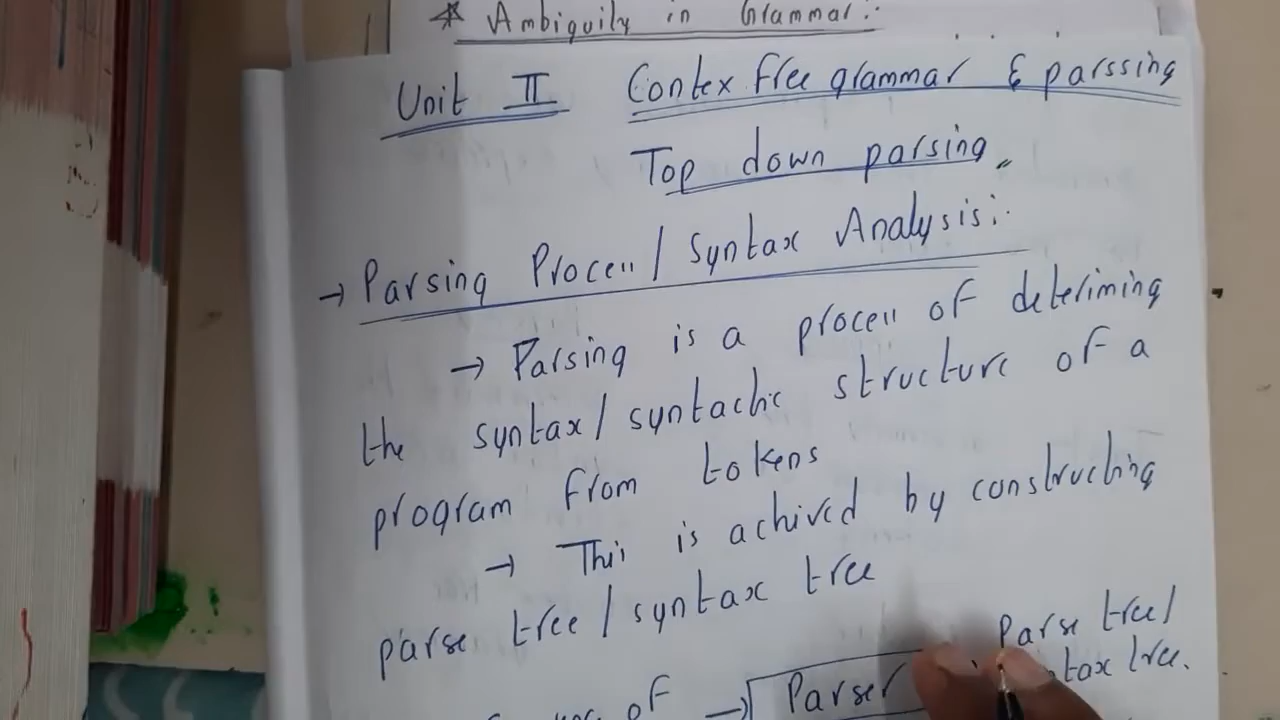 * Ambiguity in Grammar:
Unit II Contex free grammar & parssing
Top down parsing
→ Parsing Process / Syntax Analysis:
→ Parsing is a process of deteriming
the syntax / syntactic structure of a
program from tokens
→ This is achived by constructing
parse tree / syntax tree
Parse tree /
tax tree.
of → Parser